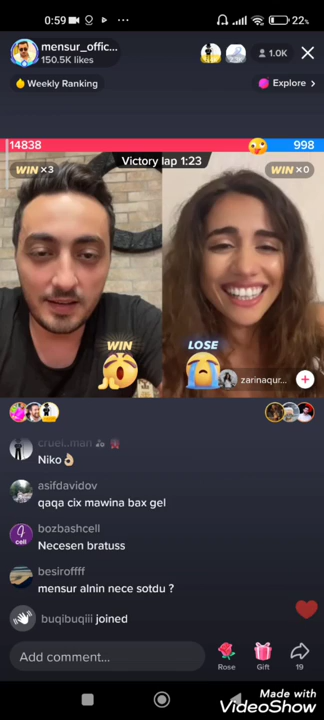 0:59
22%
mensur_offic...
150.5K likes
1.0K
Weekly Ranking
Explore >
14838
998
Victory lap 1:23
WIN ×3
WIN ×0
WIN
LOSE
zarinaqur...
cruel..man
Niko👌🏼
asifdavidov
qaqa cix mawina bax gel
bozbashcell
Necesen bratuss
besiroffff
mensur alnin nece sotdu ?
buqibuqiii joined
Add comment...
Rose
Gift
19
Made with
VideoShow